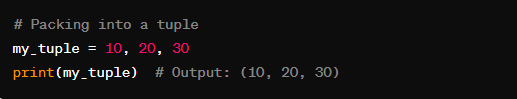 # Packing into a tuple
my_tuple = 10, 20, 30
print(my_tuple)  # Output: (10, 20, 30)